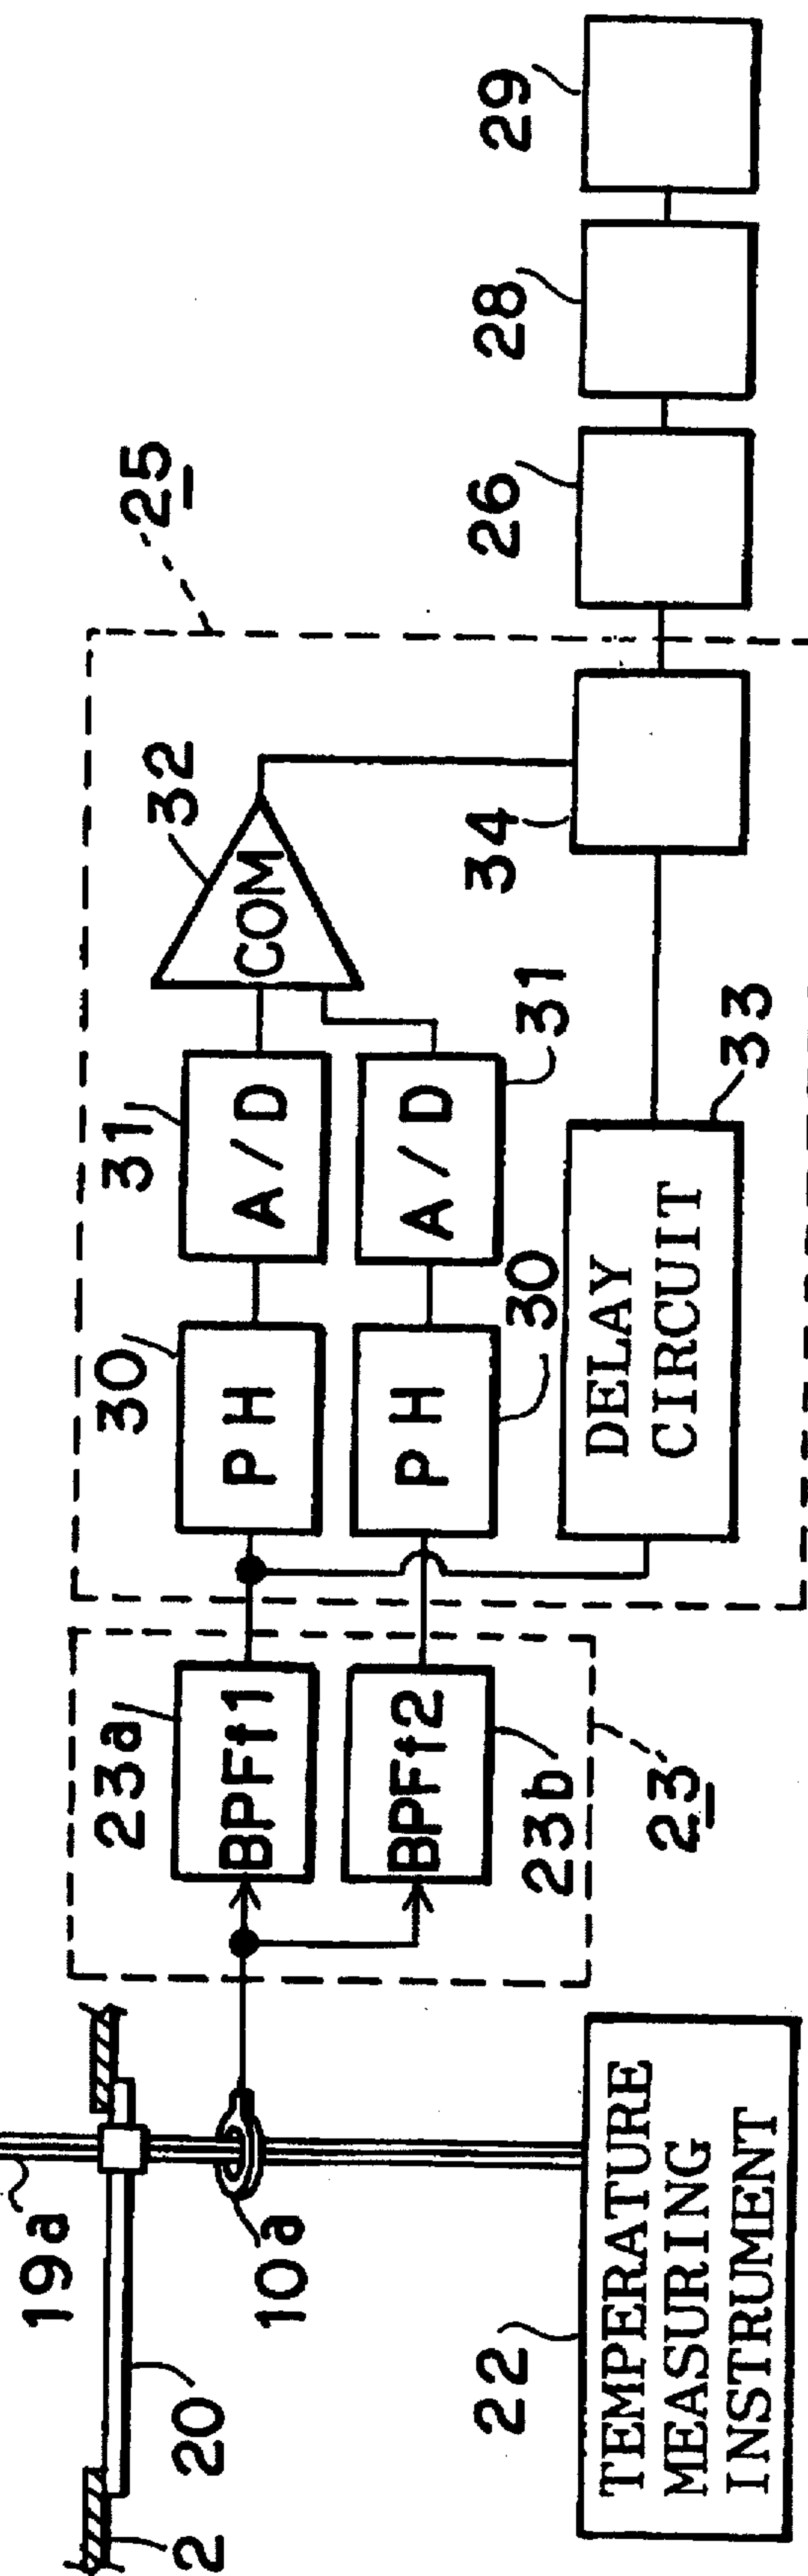 19a
20
2
10a
22
TEMPERATURE
MEASURING
INSTRUMENT
23a
BPFf1
BPFf2
23b
23
30
PH
PH
30
31
A/D
A/D
31
32
COM
DELAY
CIRCUIT
33
34
25
26
28
29